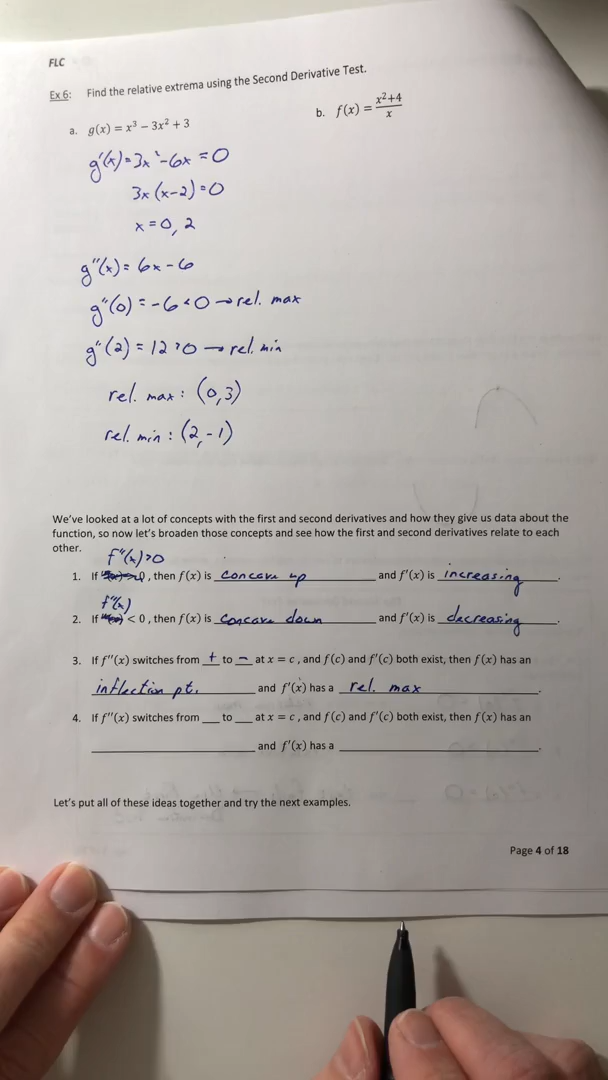 FLC
Ex 6: Find the relative extrema using the Second Derivative Test.
a. g(x) = x³ − 3x² + 3
b. f(x) = (x²+4)/x
g'(x) = 3x² − 6x = 0
3x(x−2) = 0
x = 0, 2
g''(x) = 6x − 6
g''(0) = −6 < 0 → rel. max
g''(2) = 12 > 0 → rel. min
rel. max : (0,3)
rel. min : (2,−1)
We've looked at a lot of concepts with the first and second derivatives and how they give us data about the
function, so now let's broaden those concepts and see how the first and second derivatives relate to each
other.
f''(x) > 0
1. If , then f(x) is concave up and f'(x) is increasing.
f''(x)
2. If < 0, then f(x) is concave down and f'(x) is decreasing.
3. If f''(x) switches from + to − at x = c, and f(c) and f'(c) both exist, then f(x) has an
inflection pt. and f'(x) has a rel. max.
4. If f''(x) switches from ___ to ___ at x = c, and f(c) and f'(c) both exist, then f(x) has an
___ and f'(x) has a ___.
Let's put all of these ideas together and try the next examples.
Page 4 of 18